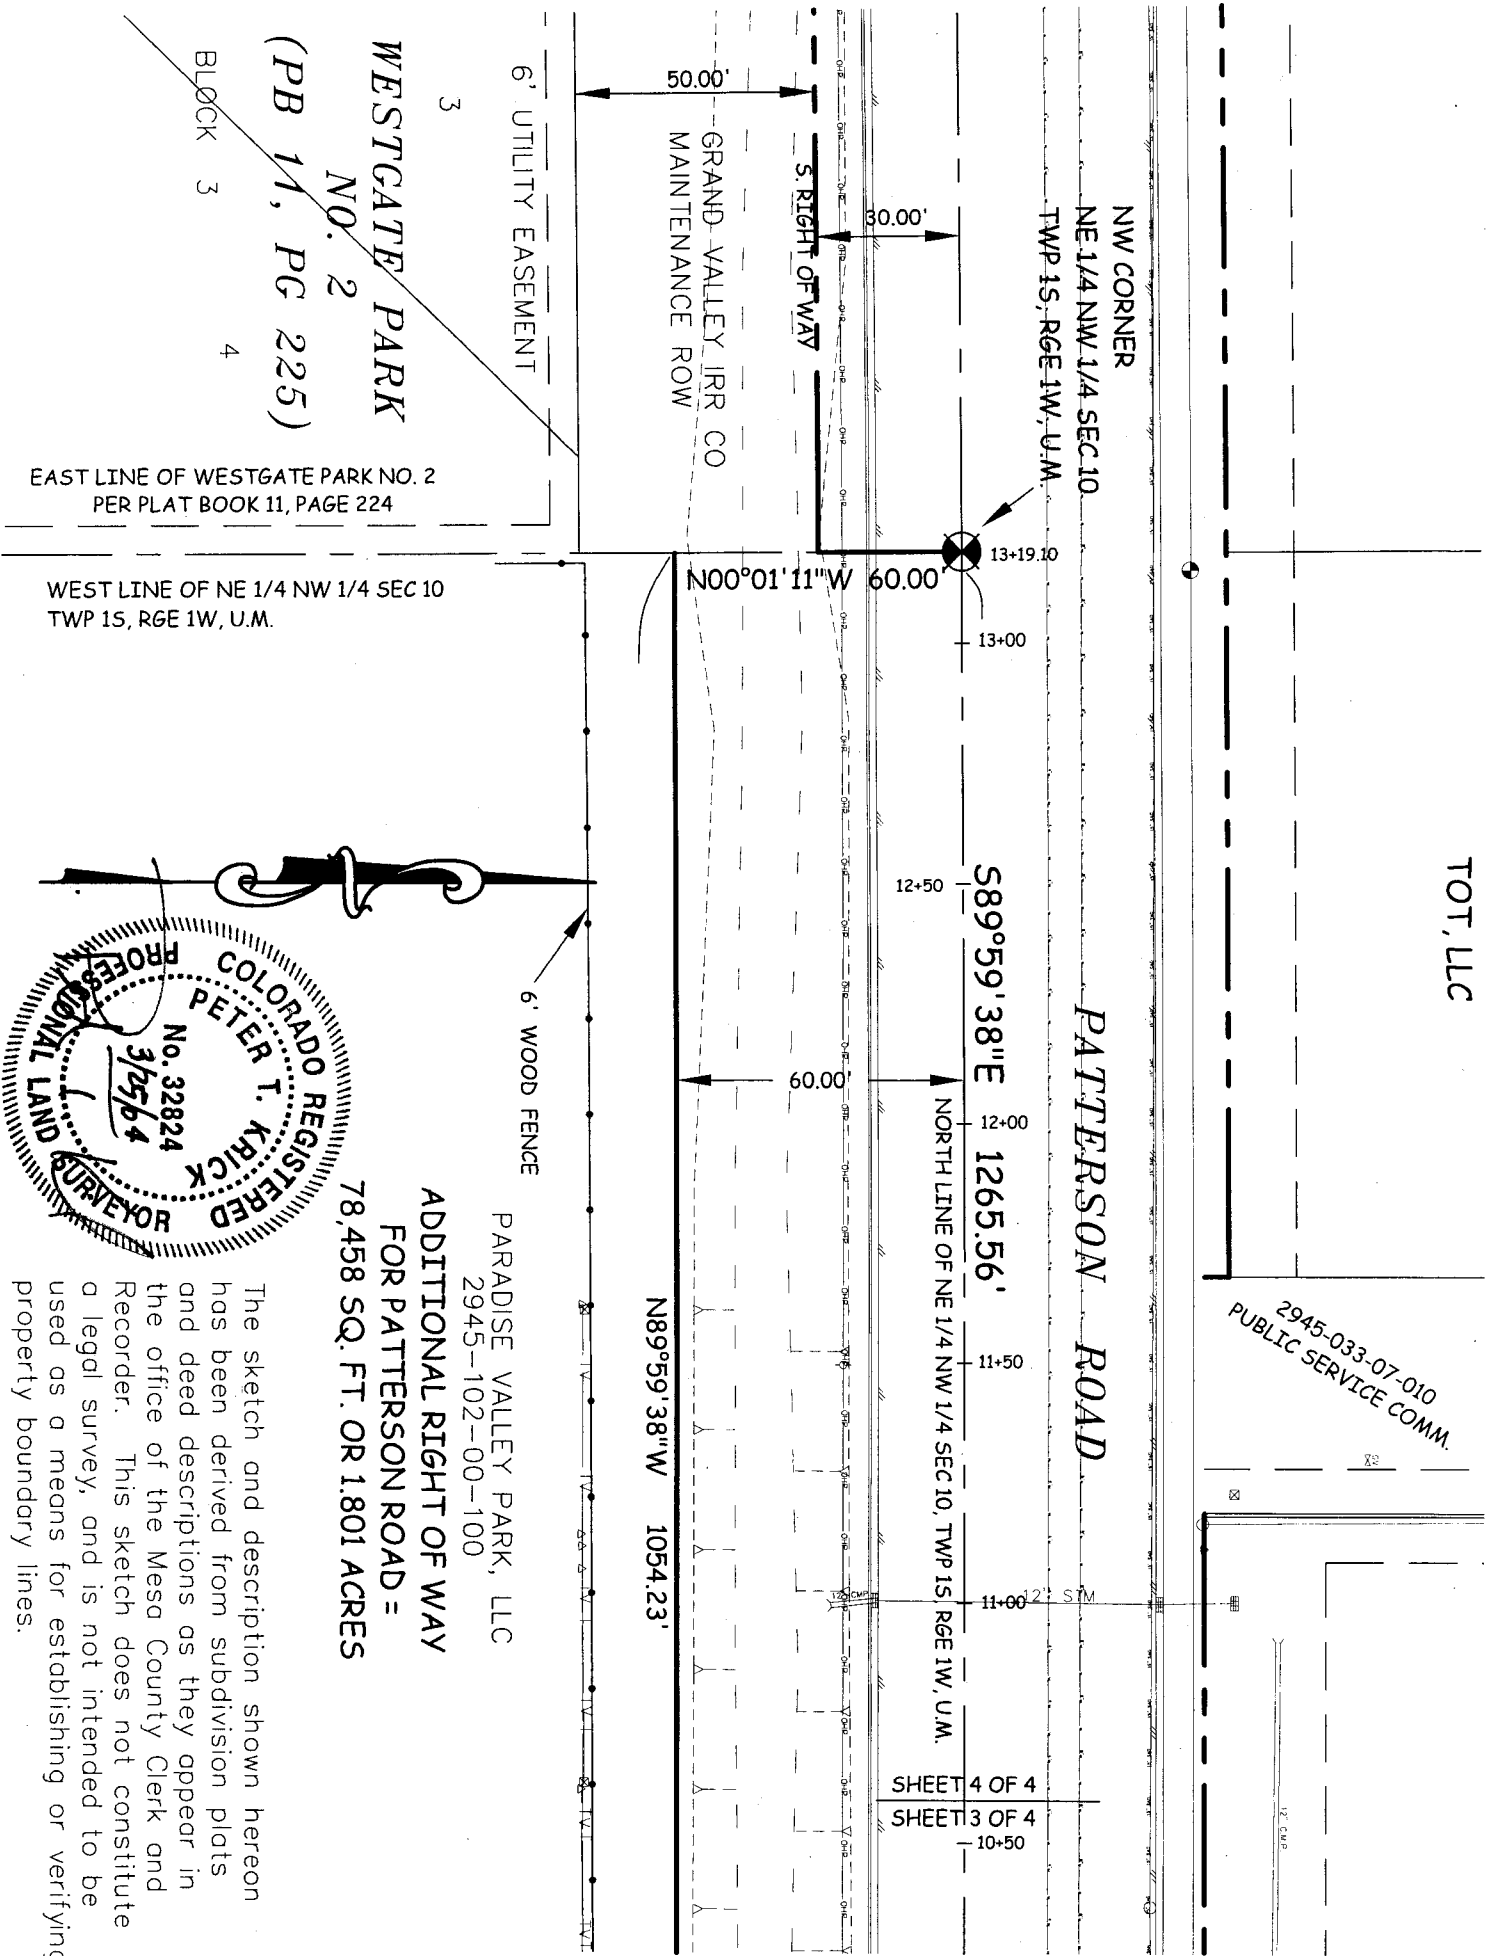 TOT, LLC
2945-033-07-010
PUBLIC SERVICE COMM.
NW CORNER
NE 1/4 NW 1/4 SEC 10
TWP 1S, RGE 1W, U.M.
PATTERSON ROAD
13+19.10
13+00
12+50
12+00
11+50
11+00
10+50
12" STM
12" CMP
12" CMP
S89°59'38"E 1265.56'
NORTH LINE OF NE 1/4 NW 1/4 SEC 10, TWP 1S, RGE 1W, U.M.
SHEET 4 OF 4
SHEET 3 OF 4
30.00'
50.00'
60.00'
S. RIGHT OF WAY
N00°01'11"W 60.00'
GRAND VALLEY IRR CO
MAINTENANCE ROW
OHP
N89°59'38"W 1054.23'
6' UTILITY EASEMENT
3
WESTGATE PARK
NO. 2
(PB 11, PG 225)
BLOCK 3
4
EAST LINE OF WESTGATE PARK NO. 2
PER PLAT BOOK 11, PAGE 224
WEST LINE OF NE 1/4 NW 1/4 SEC 10
TWP 1S, RGE 1W, U.M.
6' WOOD FENCE
PARADISE VALLEY PARK, LLC
2945-102-00-100
ADDITIONAL RIGHT OF WAY
FOR PATTERSON ROAD =
78,458 SQ. FT. OR 1.801 ACRES
COLORADO REGISTERED
PETER T. KRICK
No. 32824
3/25/04
PROFESSIONAL LAND SURVEYOR
The sketch and description shown hereon
has been derived from subdivision plats
and deed descriptions as they appear in
the office of the Mesa County Clerk and
Recorder. This sketch does not constitute
a legal survey, and is not intended to be
used as a means for establishing or verifying
property boundary lines.